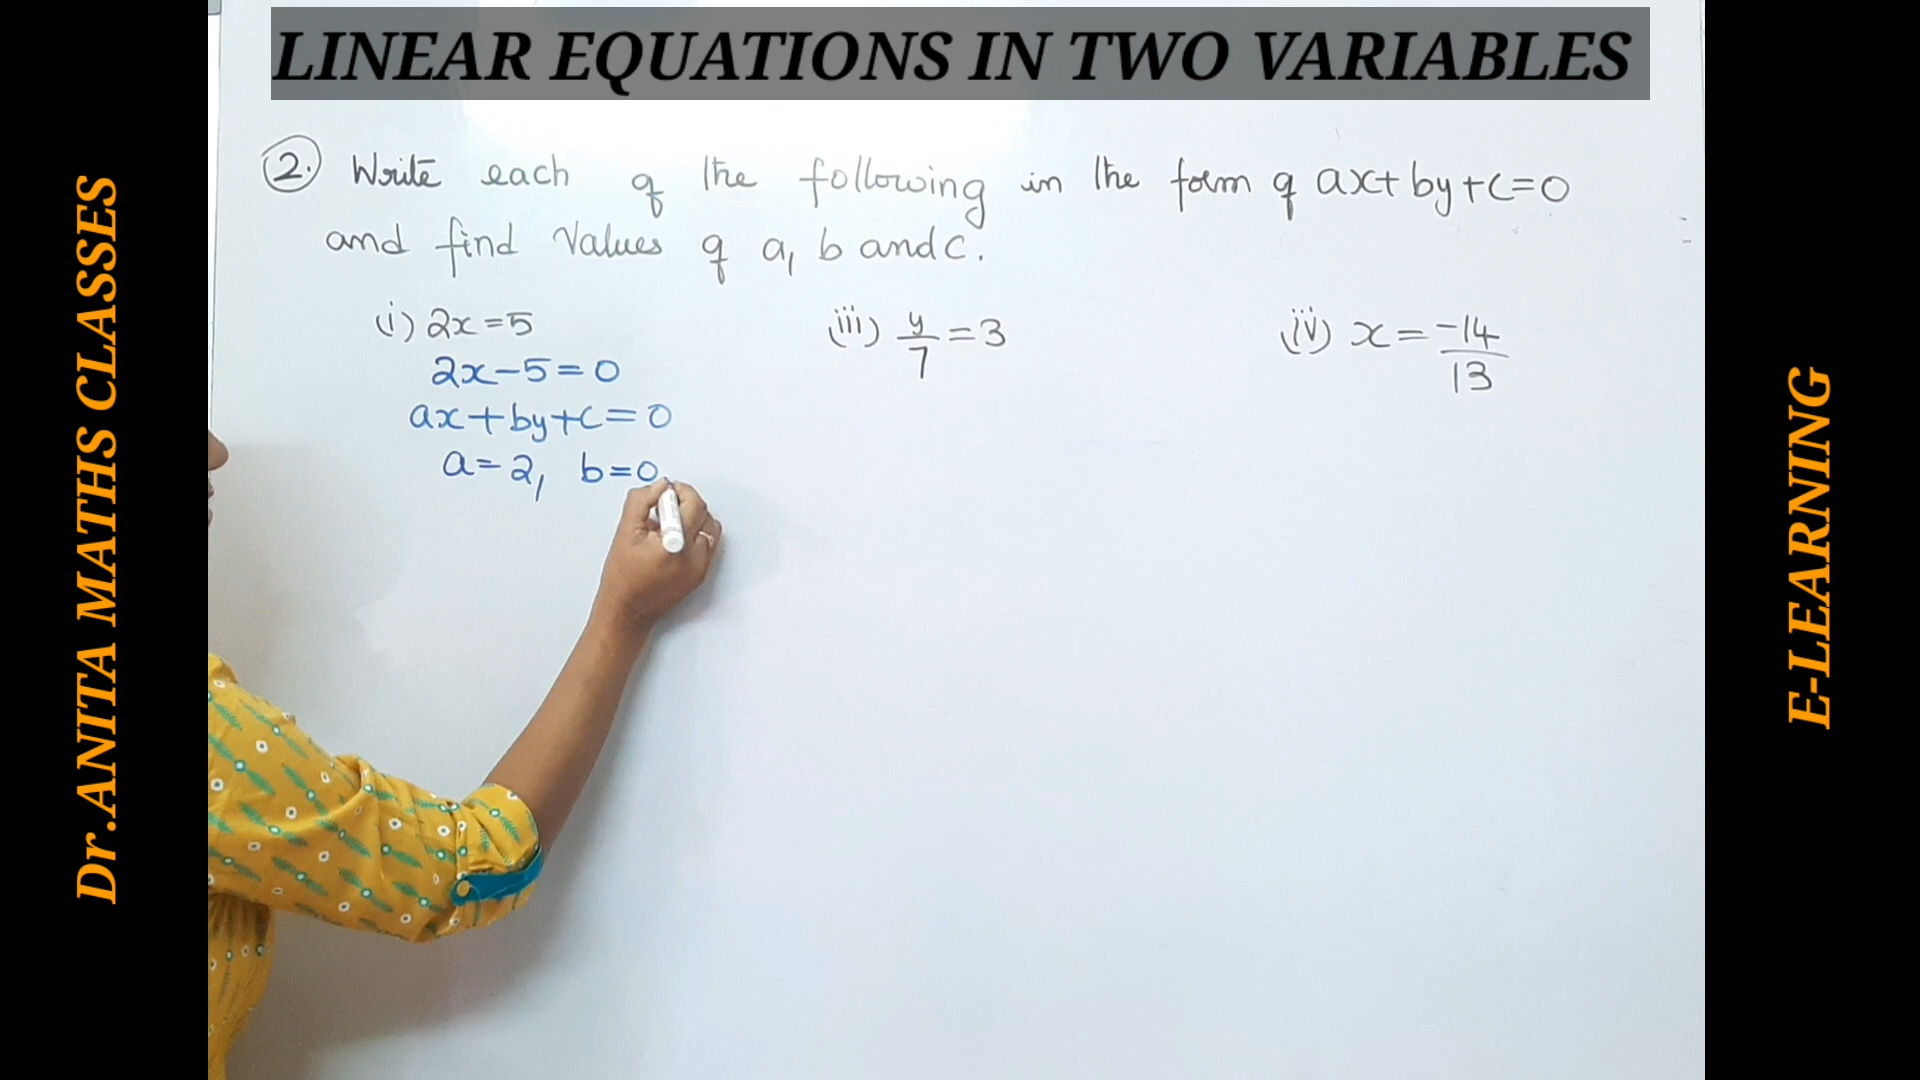 LINEAR EQUATIONS IN TWO VARIABLES
2. Write each of the following in the form of ax+by+c=0
and find values of a, b and c.
(i) 2x=5
2x-5=0
ax+by+c=0
a=2, b=0
(iii) y/7=3
(iv) x=-14/13
Dr.ANITA MATHS CLASSES
E-LEARNING